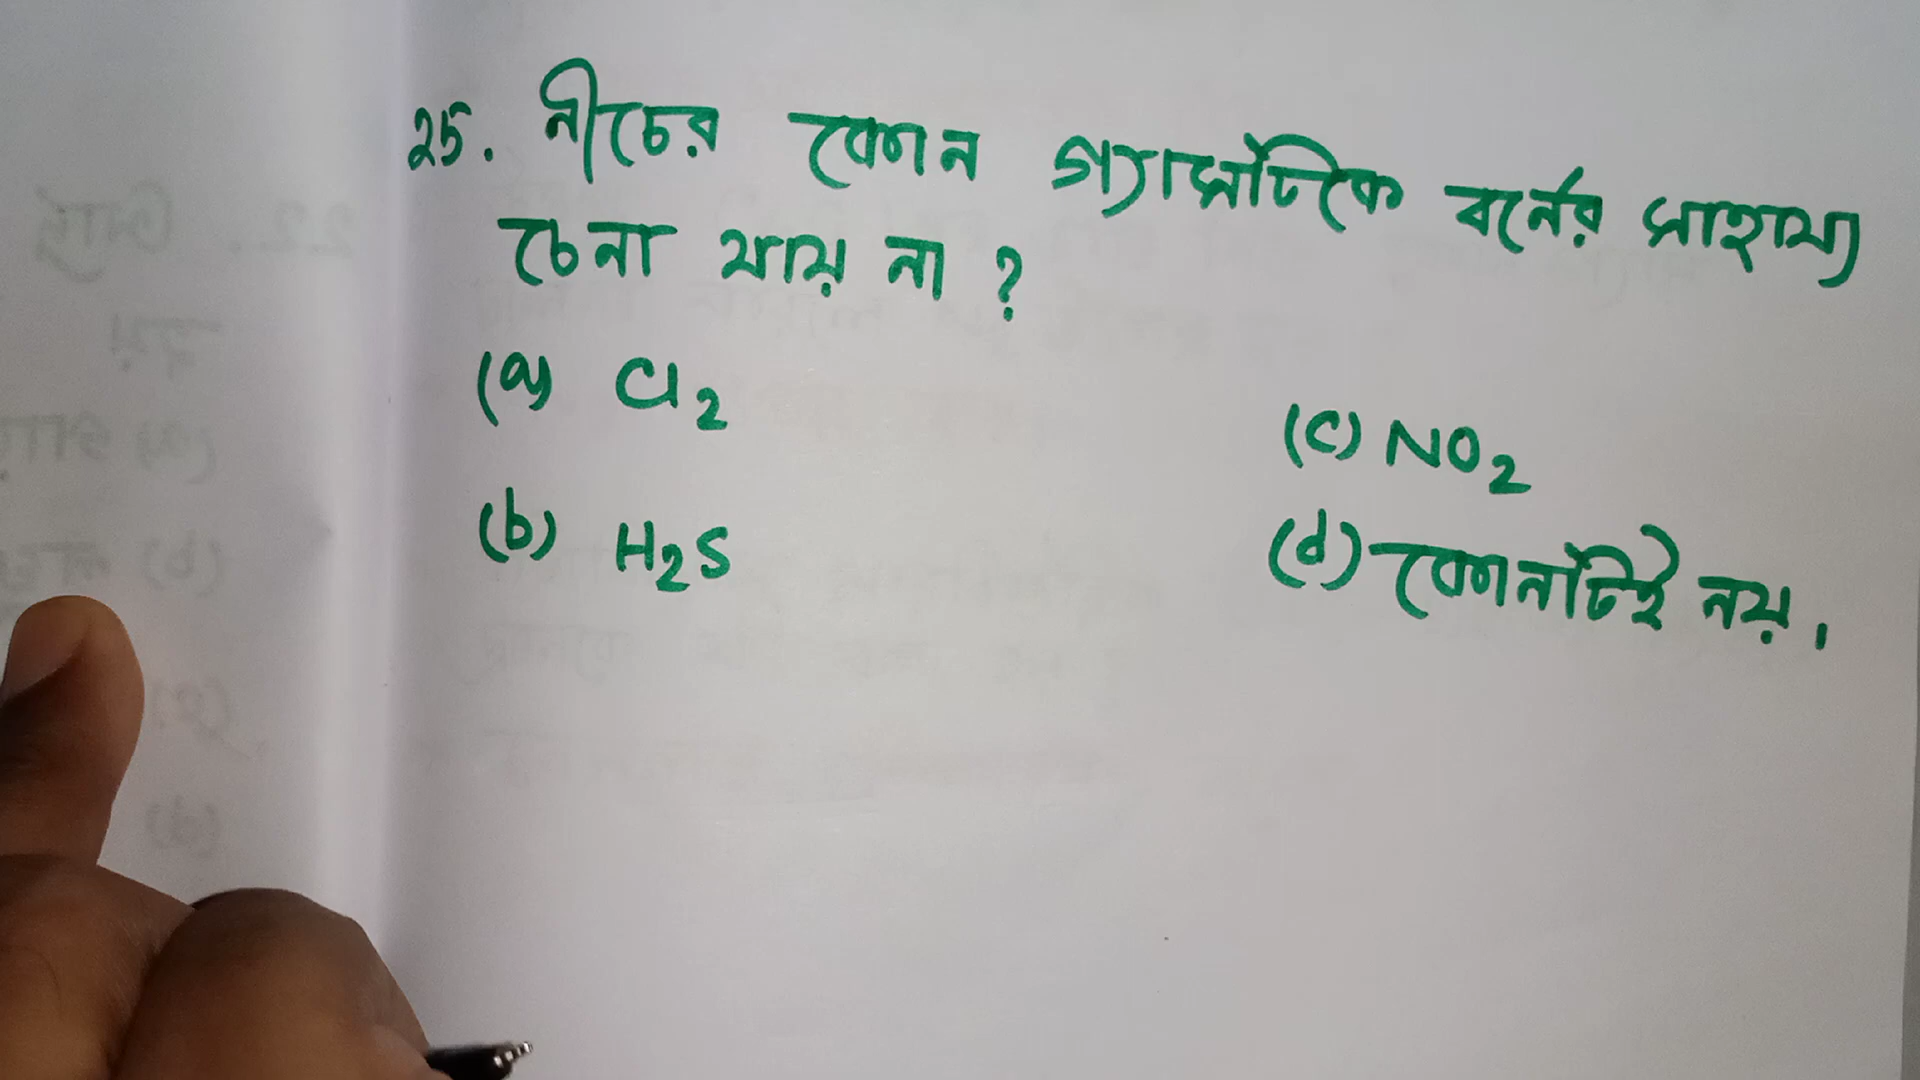 25. নীচের কোন গ্যাসটিকে বর্নের সাহায্য
চেনা যায় না ?
(a) Cl2
(b) H2S
(c) NO2
(d) কোনটিই নয়।